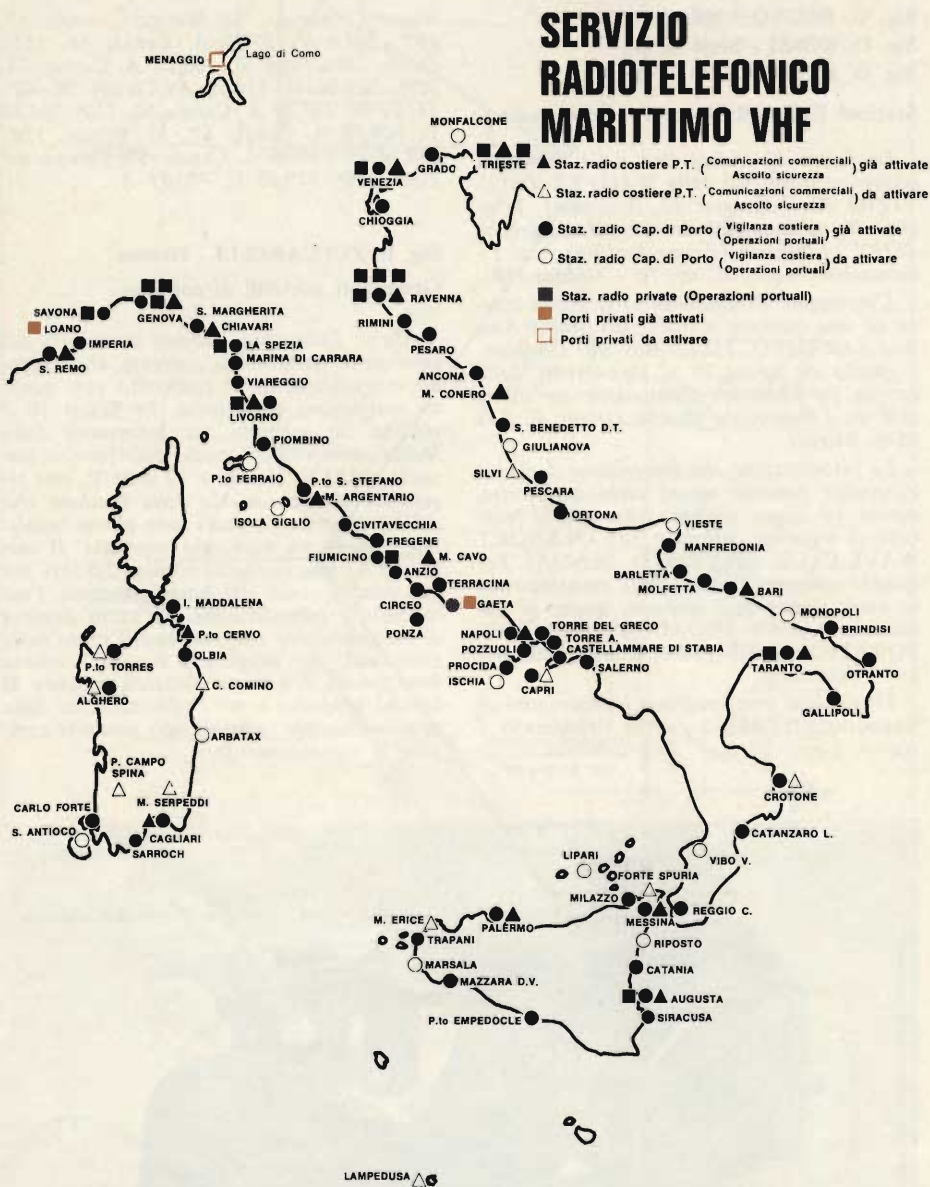 SERVIZIO
RADIOTELEFONICO
MARITTIMO VHF
MENAGGIO
Lago di Como
Staz. radio costiere P.T. (Comunicazioni commerciali Ascolto sicurezza) già attivate
Staz. radio costiere P.T. (Comunicazioni commerciali Ascolto sicurezza) da attivare
Staz. radio Cap. di Porto (Vigilanza costiera Operazioni portuali) già attivate
Staz. radio Cap. di Porto (Vigilanza costiera Operazioni portuali) da attivare
Staz. radio private (Operazioni portuali)
Porti privati già attivati
Porti privati da attivare
MONFALCONE
GRADO
TRIESTE
VENEZIA
CHIOGGIA
RAVENNA
RIMINI
PESARO
ANCONA
M. CONERO
S. BENEDETTO D.T.
GIULIANOVA
SILVI
PESCARA
ORTONA
VIESTE
MANFREDONIA
BARLETTA
MOLFETTA
BARI
MONOPOLI
BRINDISI
OTRANTO
TARANTO
GALLIPOLI
CROTONE
CATANZARO L.
VIBO V.
REGGIO C.
SAVONA
LOANO
IMPERIA
S. REMO
GENOVA
S. MARGHERITA
CHIAVARI
LA SPEZIA
MARINA DI CARRARA
VIAREGGIO
LIVORNO
PIOMBINO
P.to FERRAIO
P.to S. STEFANO
M. ARGENTARIO
ISOLA GIGLIO
CIVITAVECCHIA
FREGENE
FIUMICINO
M. CAVO
ANZIO
TERRACINA
CIRCEO
GAETA
PONZA
NAPOLI
TORRE DEL GRECO
TORRE A.
POZZUOLI
CASTELLAMMARE DI STABIA
PROCIDA
SALERNO
ISCHIA
CAPRI
I. MADDALENA
P.to CERVO
P.to TORRES
OLBIA
ALGHERO
C. COMINO
ARBATAX
P. CAMPO
SPINA
M. SERPEDDI
CARLO FORTE
S. ANTIOCO
CAGLIARI
SARROCH
LIPARI
FORTE SPURIA
MILAZZO
MESSINA
M. ERICE
PALERMO
TRAPANI
RIPOSTO
MARSALA
CATANIA
MAZZARA D.V.
AUGUSTA
P.to EMPEDOCLE
SIRACUSA
LAMPEDUSA